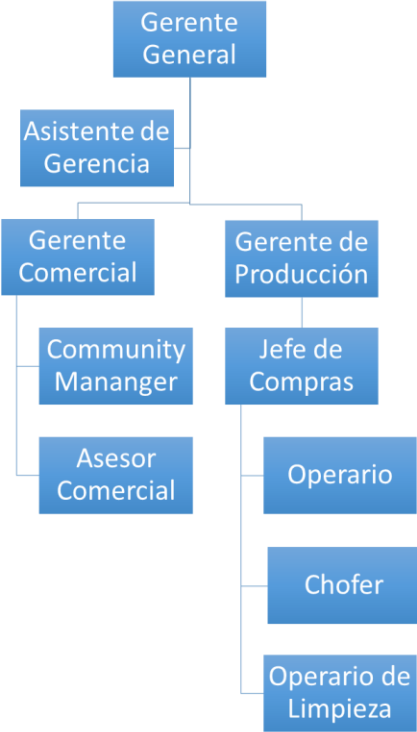 Gerente
General
Asistente de
Gerencia
Gerente
Comercial
Gerente de
Producción
Community
Mananger
Jefe de
Compras
Asesor
Comercial
Operario
Chofer
Operario de
Limpieza